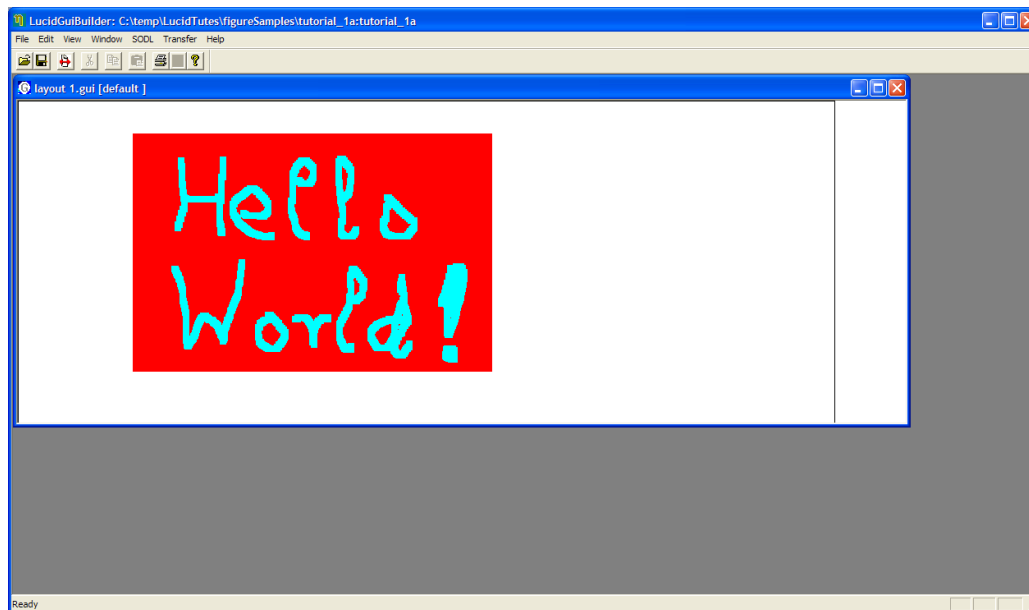 LucidGuiBuilder: C:\temp\LucidTutes\figureSamples\tutorial_1a:tutorial_1a
File Edit View Window SODL Transfer Help
layout 1.gui [default ]
Hello
World!
Ready